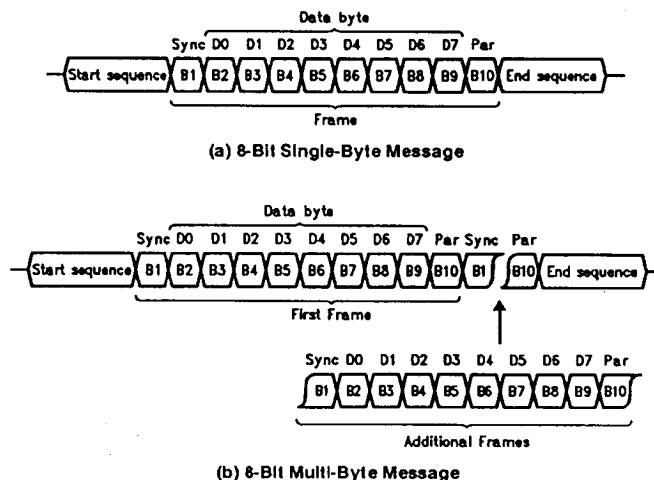 Data byte
Sync D0 D1 D2 D3 D4 D5 D6 D7 Par
Start sequence B1 B2 B3 B4 B5 B6 B7 B8 B9 B10 End sequence
Frame
(a) 8-Bit Single-Byte Message
Data byte
Sync D0 D1 D2 D3 D4 D5 D6 D7 Par Sync Par
Start sequence B1 B2 B3 B4 B5 B6 B7 B8 B9 B10 B1 B10 End sequence
First Frame
Sync D0 D1 D2 D3 D4 D5 D6 D7 Par
B1 B2 B3 B4 B5 B6 B7 B8 B9 B10
Additional Frames
(b) 8-Bit Multi-Byte Message